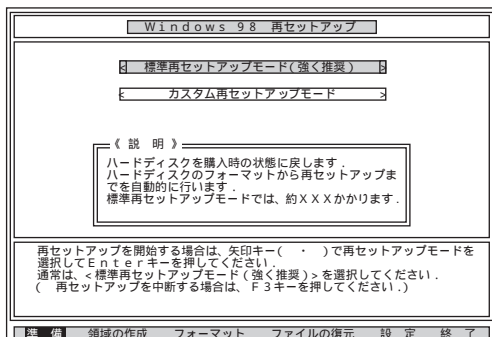 Windows 98 再セットアップ
< 標準再セットアップモード(強く推奨) >
< カスタム再セットアップモード >
《 説 明 》
ハードディスクを購入時の状態に戻します.
ハードディスクのフォーマットから再セットアップま
でを自動的に行います.
標準再セットアップモードでは、約XXXかかります.
再セットアップを開始する場合は、矢印キー( ・ )で再セットアップモードを
選択してEnterキーを押してください.
通常は、<標準再セットアップモード(強く推奨)>を選択してください.
( 再セットアップを中断する場合は、F3キーを押してください.)
準 備 領域の作成 フォーマット ファイルの復元 設 定 終 了